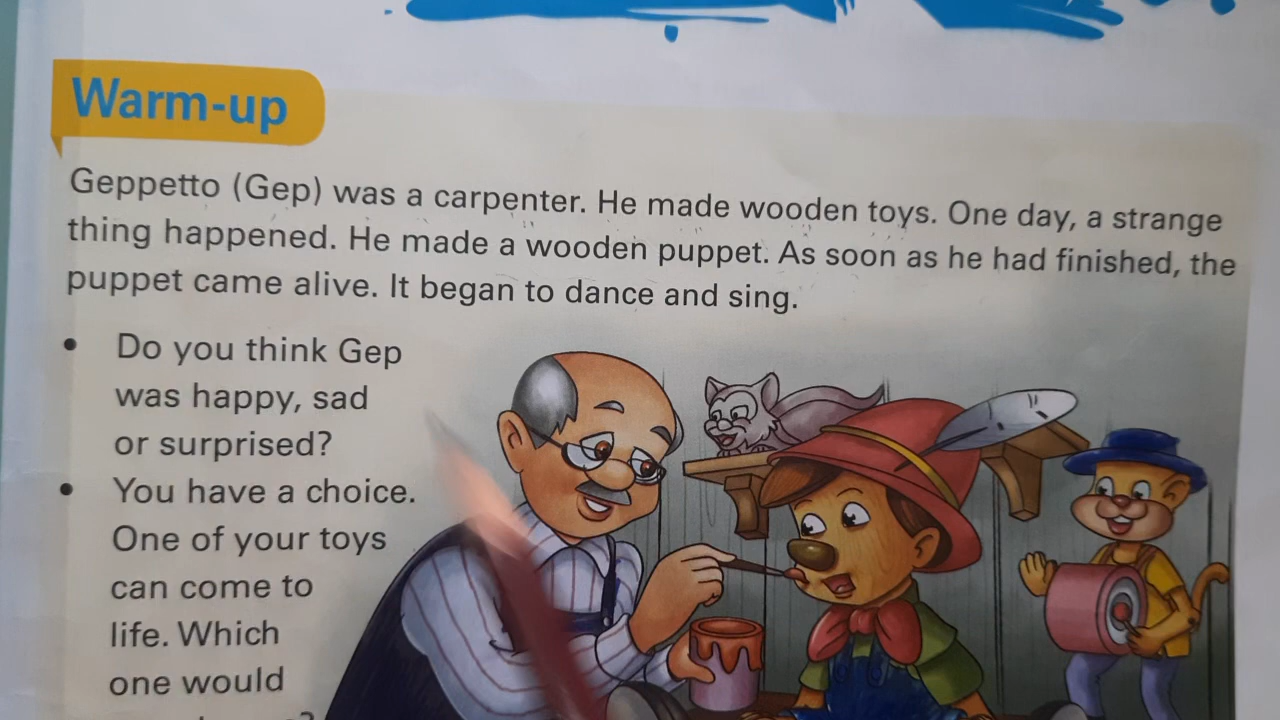 Warm-up
Geppetto (Gep) was a carpenter. He made wooden toys. One day, a strange
thing happened. He made a wooden puppet. As soon as he had finished, the
puppet came alive. It began to dance and sing.
• Do you think Gep
was happy, sad
or surprised?
• You have a choice.
One of your toys
can come to
life. Which
one would